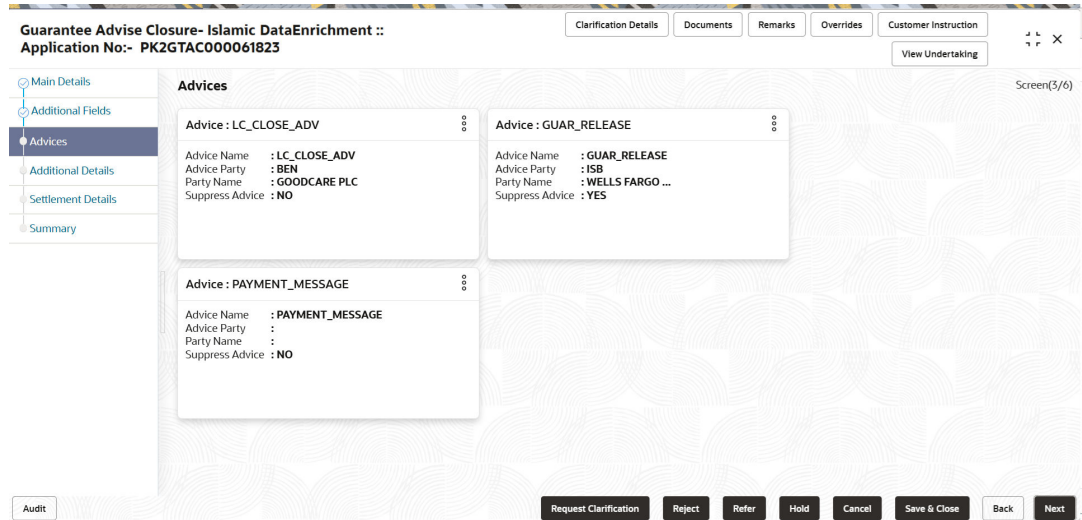 Guarantee Advise Closure- Islamic DataEnrichment ::
Application No:- PK2GTAC000061823
Clarification Details
Documents
Remarks
Overrides
Customer Instruction
View Undertaking
Main Details
Additional Fields
Advices
Additional Details
Settlement Details
Summary
Advices
Screen(3/6)
Advice : LC_CLOSE_ADV
Advice Name : LC_CLOSE_ADV
Advice Party : BEN
Party Name : GOODCARE PLC
Suppress Advice : NO
Advice : GUAR_RELEASE
Advice Name : GUAR_RELEASE
Advice Party : ISB
Party Name : WELLS FARGO ...
Suppress Advice : YES
Advice : PAYMENT_MESSAGE
Advice Name : PAYMENT_MESSAGE
Advice Party :
Party Name :
Suppress Advice : NO
Audit
Request Clarification
Reject
Refer
Hold
Cancel
Save & Close
Back
Next